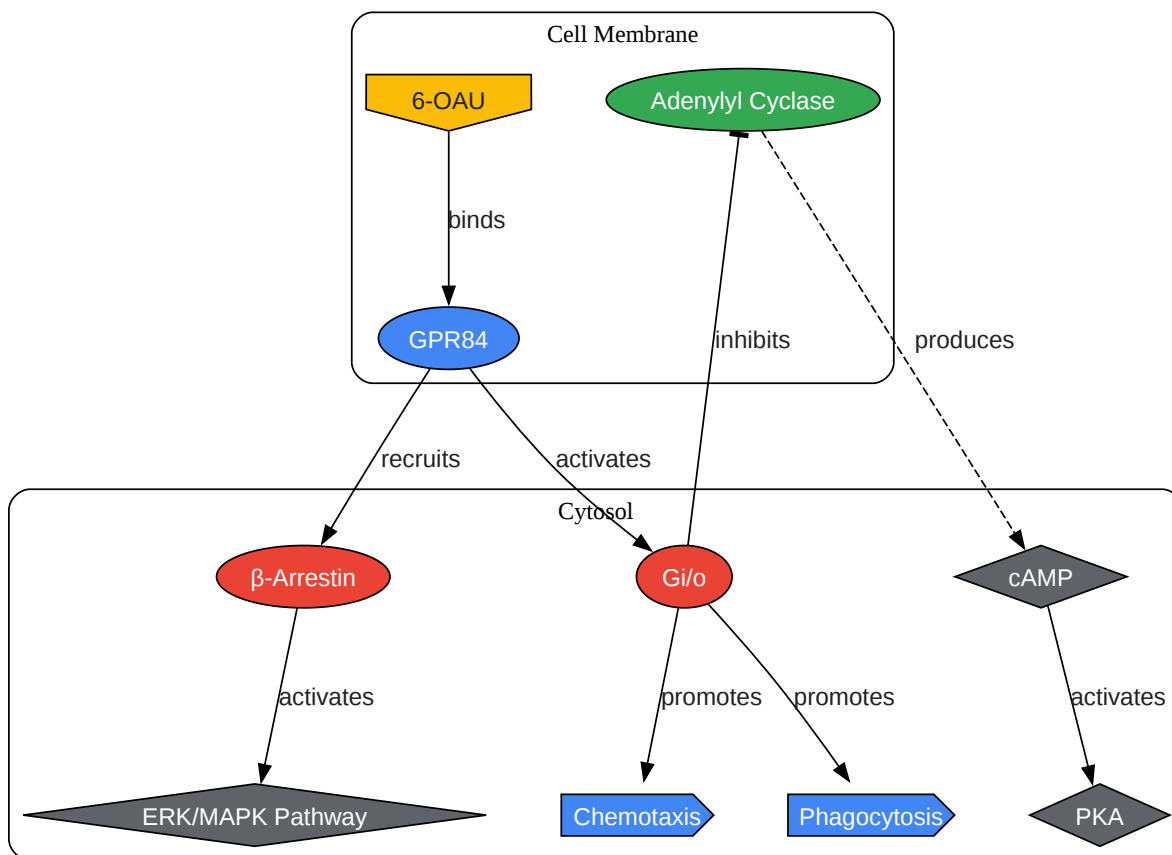 Cell Membrane
6-OAU
Adenylyl Cyclase
binds
GPR84
inhibits
produces
recruits
activates
Cytosol
β-Arrestin
Gi/o
cAMP
activates
promotes
promotes
activates
ERK/MAPK Pathway
Chemotaxis
Phagocytosis
PKA